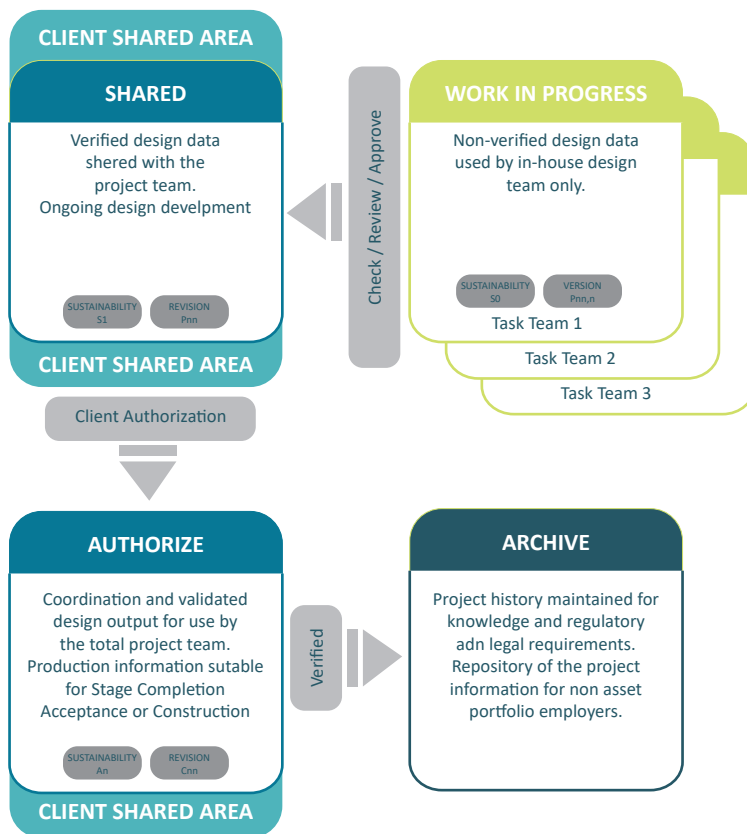 CLIENT SHARED AREA
SHARED
Verified design data
shered with the
project team.
Ongoing design develpment
SUSTAINABILITY
S1
REVISION
Pnn
CLIENT SHARED AREA
Check / Review / Approve
WORK IN PROGRESS
Non-verified design data
used by in-house design
team only.
SUSTAINABILITY
S0
VERSION
Pnn,n
Task Team 1
Task Team 2
Task Team 3
Client Authorization
AUTHORIZE
Coordination and validated
design output for use by
the total project team.
Production information sutable
for Stage Completion
Acceptance or Construction
SUSTAINABILITY
An
REVISION
Cnn
CLIENT SHARED AREA
Verified
ARCHIVE
Project history maintained for
knowledge and regulatory
adn legal requirements.
Repository of the project
information for non asset
portfolio employers.